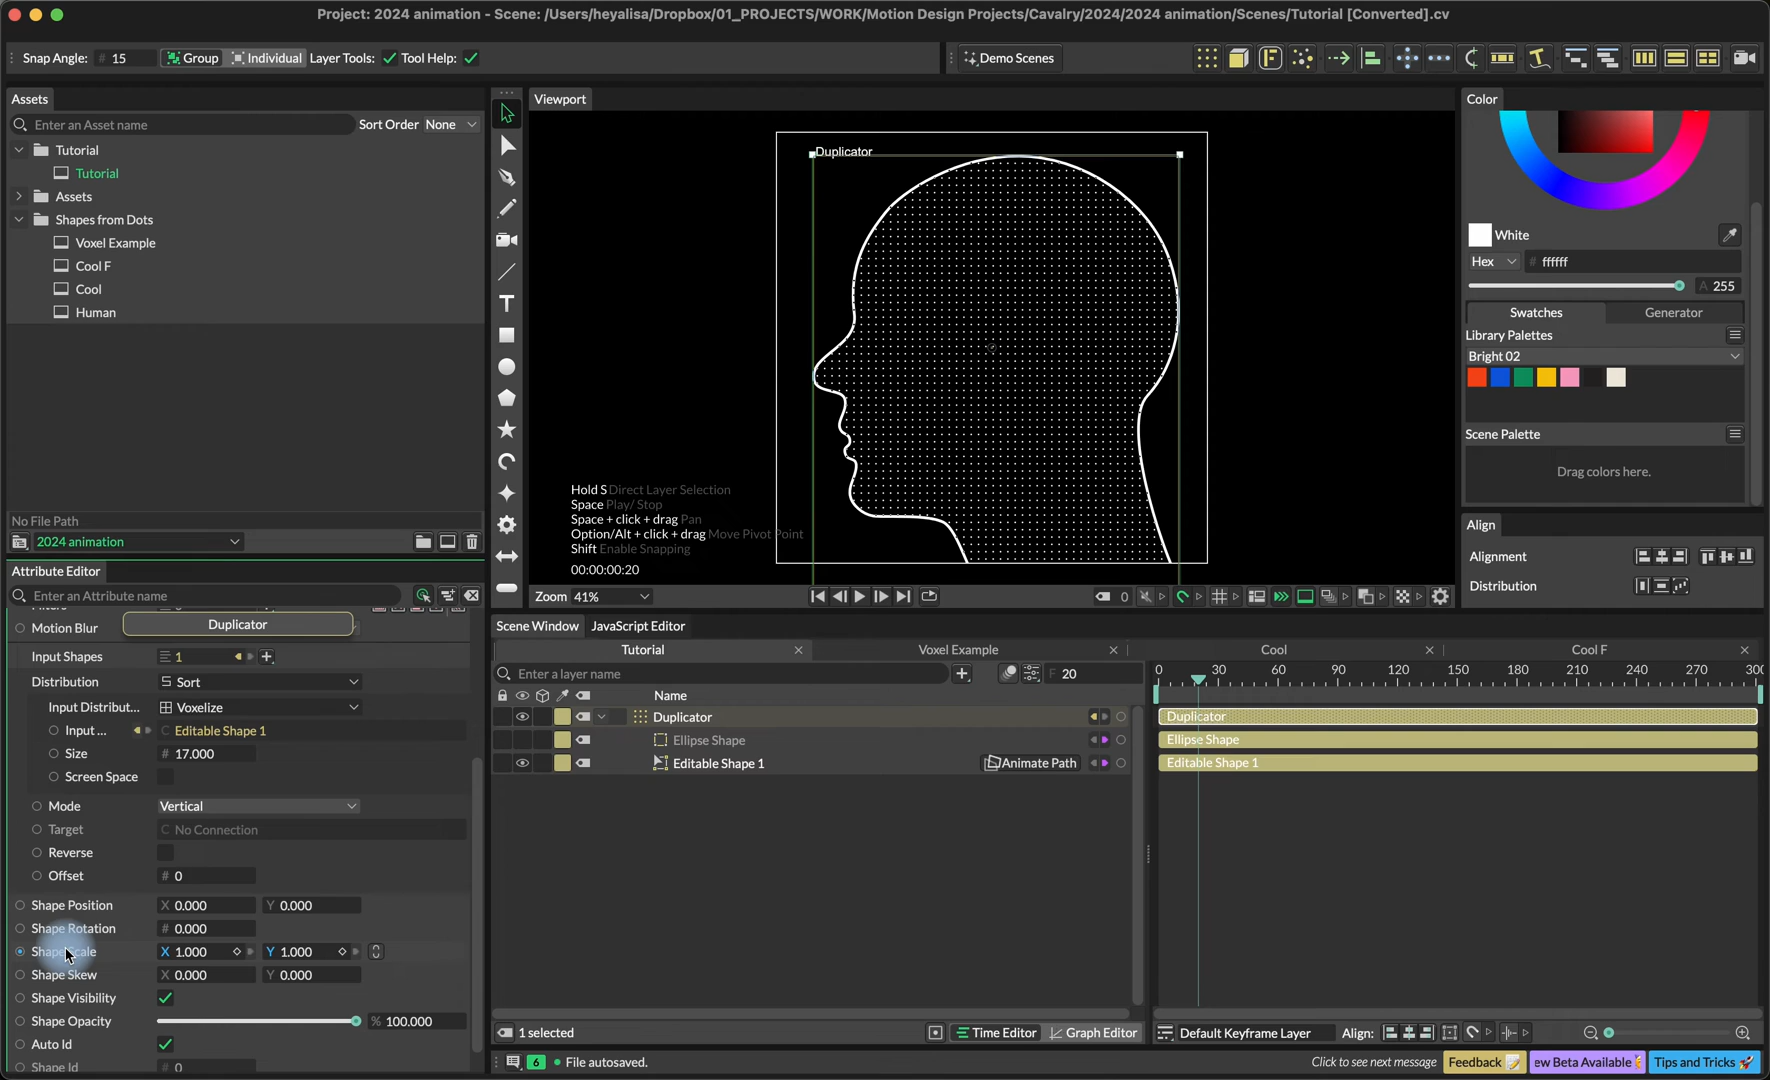 Project: 2024 animation - Scene: /Users/heyalisa/Dropbox/01_PROJECTS/WORK/Motion Design Projects/Cavalry/2024/2024 animation/Scenes/Tutorial [Converted].cv
Snap Angle: # 15 Group Individual Layer Tools: Tool Help: Demo Scenes
Assets
Enter an Asset name Sort Order None
Tutorial
Tutorial
Assets
Shapes from Dots
Voxel Example
Cool F
Cool
Human
No File Path
2024 animation
Viewport
Duplicator
Hold S Direct Layer Selection
Space Play/ Stop
Space + click + drag Pan
Option/Alt + click + drag Move Pivot Point
Shift Enable Snapping
00:00:00:20
Zoom 41% 0
Color
White
Hex # ffffff
A 255
Swatches Generator
Library Palettes
Bright 02
Scene Palette
Drag colors here.
Align
Alignment
Distribution
Attribute Editor
Enter an Attribute name
Duplicator
Motion Blur
Input Shapes 1
Distribution Sort
Input Distribut... Voxelize
Input ... C Editable Shape 1
Size # 17.000
Screen Space
Mode Vertical
Target C No Connection
Reverse
Offset # 0
Shape Position X 0.000 Y 0.000
Shape Rotation # 0.000
Shape Scale X 1.000 Y 1.000
Shape Skew X 0.000 Y 0.000
Shape Visibility
Shape Opacity % 100.000
Auto Id
Shape Id # 0
Scene Window JavaScript Editor
Tutorial Voxel Example Cool Cool F
Enter a layer name F 20
0 30 60 90 120 150 180 210 240 270 300
Name
Duplicator
Ellipse Shape
Editable Shape 1 Animate Path
Duplicator
Ellipse Shape
Editable Shape 1
1 selected Time Editor Graph Editor Default Keyframe Layer Align:
6 File autosaved. Click to see next message Feedback ew Beta Available Tips and Tricks